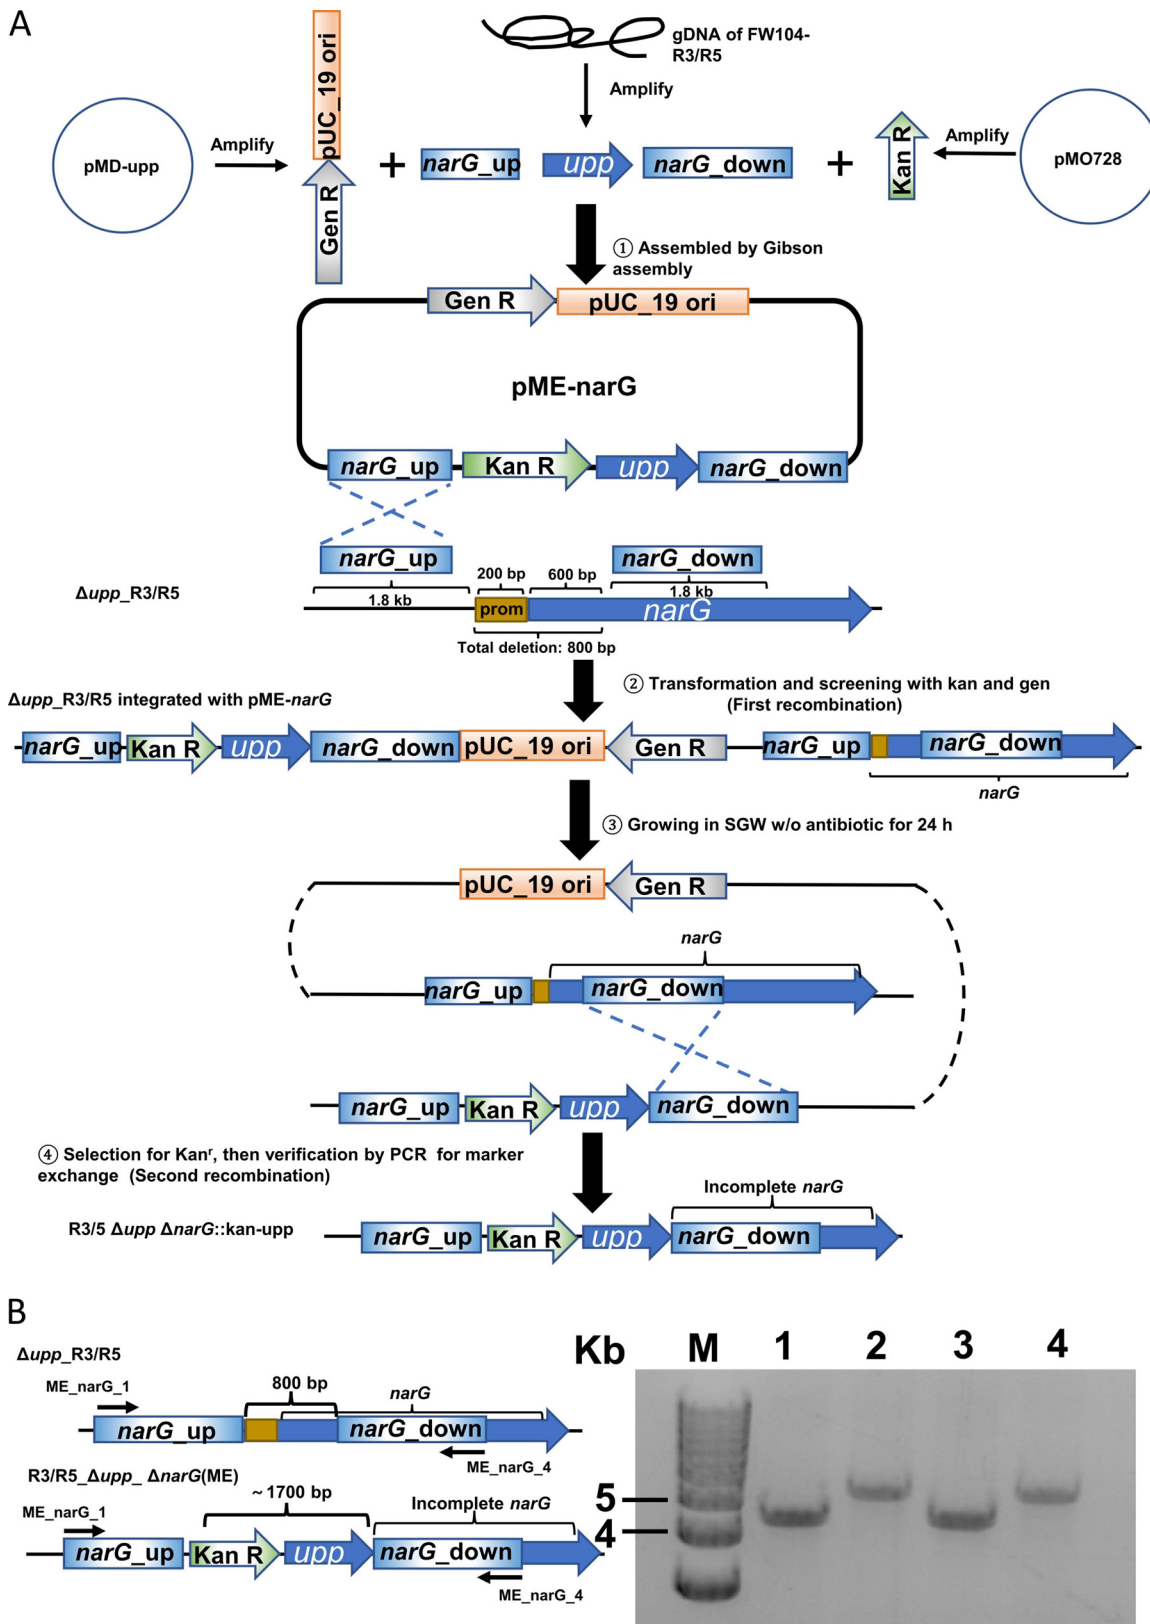 A
gDNA of FW104-
R3/R5
pMD-upp
Amplify
pUC_19 ori
Gen R
Amplify
narG_up
upp
narG_down
Kan R
Amplify
pMO728
+
+
① Assembled by Gibson
assembly
Gen R
pUC_19 ori
pME-narG
narG_up
Kan R
upp
narG_down
narG_up
narG_down
200 bp
600 bp
Δupp_R3/R5
1.8 kb
1.8 kb
prom
narG
Total deletion: 800 bp
② Transformation and screening with kan and gen
(First recombination)
Δupp_R3/R5 integrated with pME-narG
narG_up
Kan R
upp
narG_down
pUC_19 ori
Gen R
narG_up
narG_down
narG
③ Growing in SGW w/o antibiotic for 24 h
pUC_19 ori
Gen R
narG
narG_up
narG_down
narG_up
Kan R
upp
narG_down
④ Selection for Kanʳ, then verification by PCR for marker
exchange (Second recombination)
Incomplete narG
R3/5 Δupp ΔnarG::kan-upp
narG_up
Kan R
upp
narG_down
B
Δupp_R3/R5
ME_narG_1
800 bp
narG
narG_up
narG_down
ME_narG_4
R3/R5_Δupp_ ΔnarG(ME)
ME_narG_1
~ 1700 bp
Incomplete narG
narG_up
Kan R
upp
narG_down
ME_narG_4
Kb
M
1
2
3
4
5
4